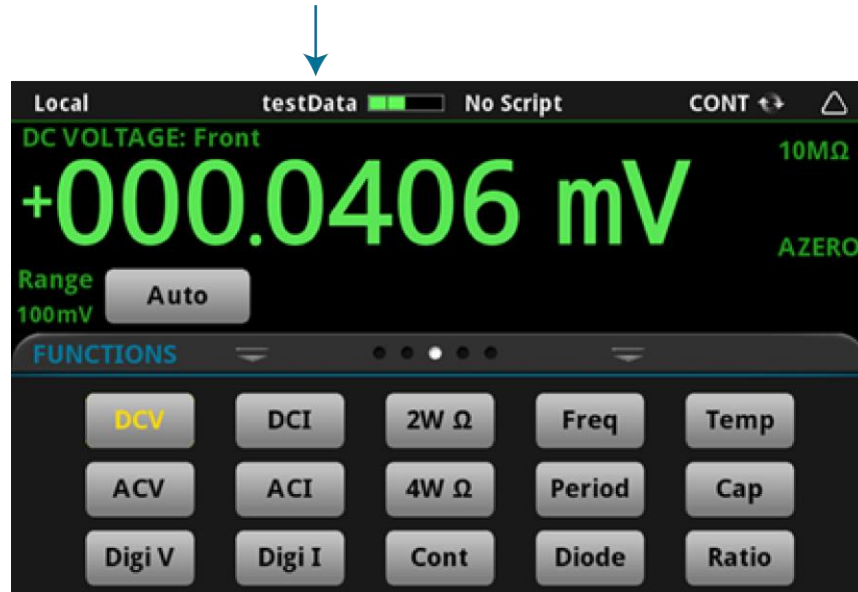 Local testData No Script CONT
DC VOLTAGE: Front
10MΩ
+000.0406 mV
AZERO
Range
100mV
Auto
FUNCTIONS
DCV DCI 2W Ω Freq Temp
ACV ACI 4W Ω Period Cap
Digi V Digi I Cont Diode Ratio